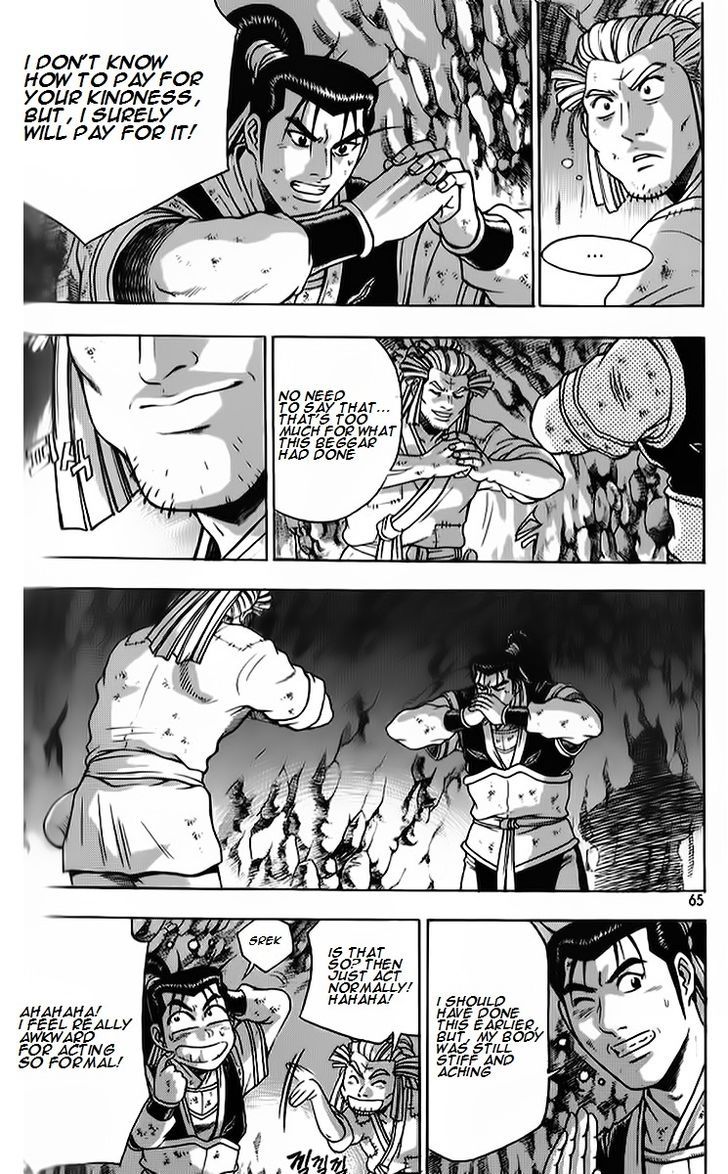 I DON'T KNOW
HOW TO PAY FOR
YOUR KINDNESS,
BUT, I SURELY
WILL PAY FOR IT!
...
NO NEED
TO SAY THAT...
THAT'S TOO
MUCH FOR WHAT
THIS BEGGAR
HAD DONE
65
I SHOULD
HAVE DONE
THIS EARLIER,
BUT, MY BODY
WAS STILL
STIFF AND
ACHING
IS THAT
SO? THEN
JUST ACT
NORMALLY!
HAHAHA!
SREK
AHAHAHA!
I FEEL REALLY
AWKWARD
FOR ACTING
SO FORMAL!
낄낄낄